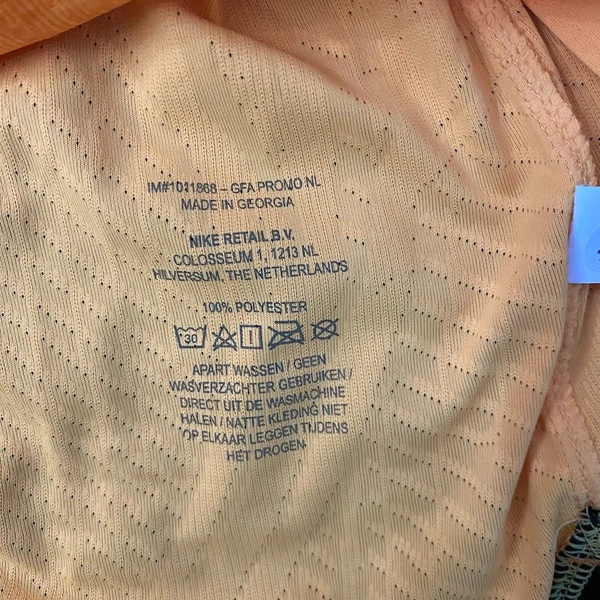 IM#1011868 – GFA PROMO NL
MADE IN GEORGIA
NIKE RETAIL B.V.
COLOSSEUM 1, 1213 NL
HILVERSUM, THE NETHERLANDS
100% POLYESTER
30
APART WASSEN / GEEN
WASVERZACHTER GEBRUIKEN /
DIRECT UIT DE WASMACHINE
HALEN / NATTE KLEDING NIET
OP ELKAAR LEGGEN TIJDENS
HET DROGEN.